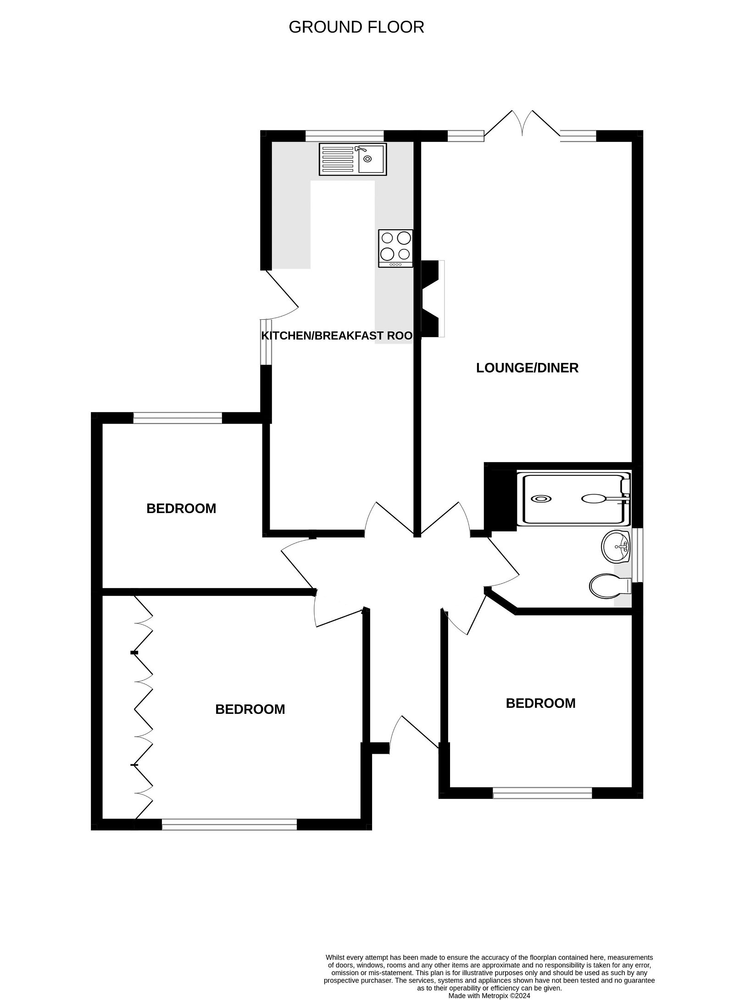 GROUND FLOOR
KITCHEN/BREAKFAST ROO
LOUNGE/DINER
BEDROOM
BEDROOM
BEDROOM
Whilst every attempt has been made to ensure the accuracy of the floorplan contained here, measurements
of doors, windows, rooms and any other items are approximate and no responsibility is taken for any error,
omission or mis-statement. This plan is for illustrative purposes only and should be used as such by any
prospective purchaser. The services, systems and appliances shown have not been tested and no guarantee
as to their operability or efficiency can be given.
Made with Metropix ©2024